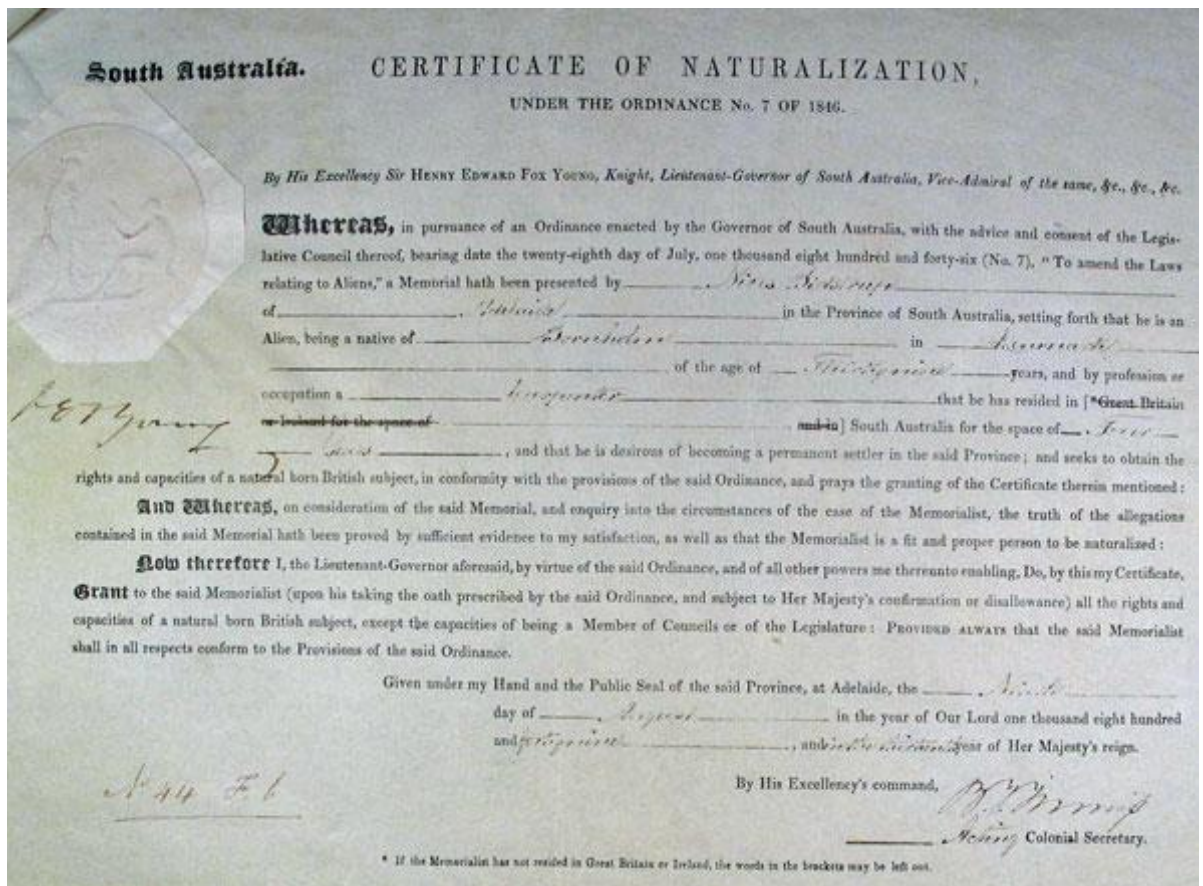 South Australia. CERTIFICATE OF NATURALIZATION,
UNDER THE ORDINANCE No. 7 OF 1846.
By His Excellency Sir HENRY EDWARD FOX YOUNG, Knight, Lieutenant-Governor of South Australia, Vice-Admiral of the same, &c., &c., &c.
Whereas, in pursuance of an Ordinance enacted by the Governor of South Australia, with the advice and consent of the Legis-
lative Council thereof, bearing date the twenty-eighth day of July, one thousand eight hundred and forty-six (No. 7), "To amend the Laws
relating to Aliens," a Memorial hath been presented by
of Adelaide in the Province of South Australia, setting forth that he is an
Alien, being a native of Bornholm in Denmark
of the age of Thirty nine years, and by profession or
occupation a Carpenter that he has resided in [*Great Britain
H E F Young or Ireland for the space of and in] South Australia for the space of
, and that he is desirous of becoming a permanent settler in the said Province; and seeks to obtain the
rights and capacities of a natural born British subject, in conformity with the provisions of the said Ordinance, and prays the granting of the Certificate therein mentioned:
And Whereas, on consideration of the said Memorial, and enquiry into the circumstances of the case of the Memorialist, the truth of the allegations
contained in the said Memorial hath been proved by sufficient evidence to my satisfaction, as well as that the Memorialist is a fit and proper person to be naturalized:
Now therefore I, the Lieutenant-Governor aforesaid, by virtue of the said Ordinance, and of all other powers me thereunto enabling, Do, by this my Certificate,
Grant to the said Memorialist (upon his taking the oath prescribed by the said Ordinance, and subject to Her Majesty's confirmation or disallowance) all the rights and
capacities of a natural born British subject, except the capacities of being a Member of Councils or of the Legislature: PROVIDED ALWAYS that the said Memorialist
shall in all respects conform to the Provisions of the said Ordinance.
Given under my Hand and the Public Seal of the said Province, at Adelaide, the Ninth
day of August in the year of Our Lord one thousand eight hundred
and forty nine, and in the year of Her Majesty's reign.
By His Excellency's command,
No 44 F. 6
Acting Colonial Secretary.
* If the Memorialist has not resided in Great Britain or Ireland, the words in the brackets may be left out.